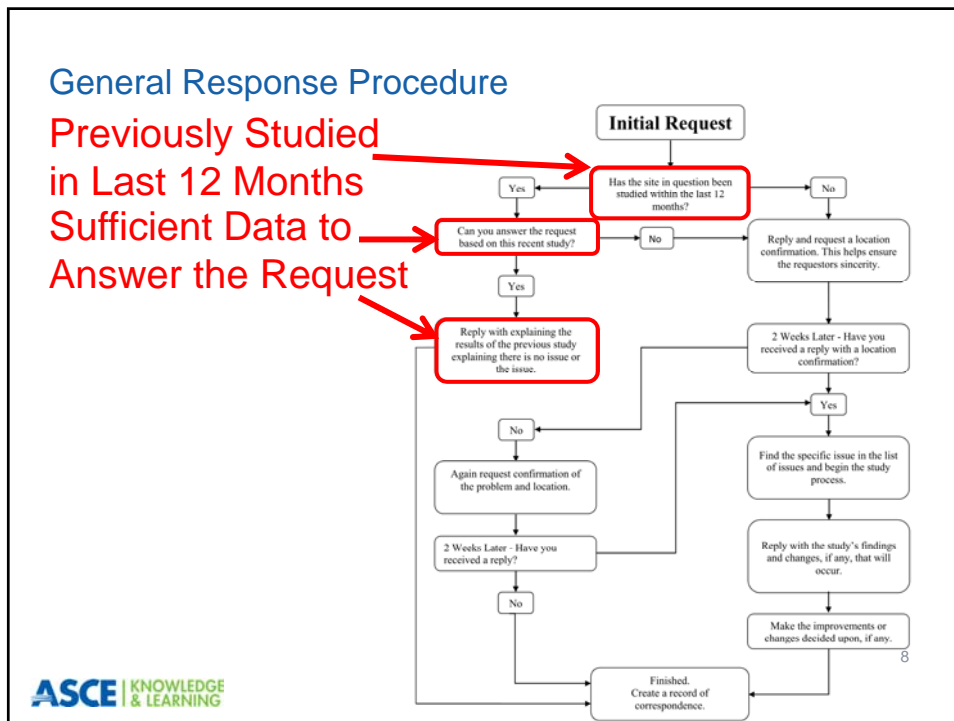 General Response Procedure
Previously Studied
in Last 12 Months
Sufficient Data to
Answer the Request
Initial Request
Has the site in question been
studied within the last 12
months?
Yes
No
Can you answer the request
based on this recent study?
No
Reply and request a location
confirmation. This helps ensure
the requestors sincerity.
Yes
Reply with explaining the
results of the previous study
explaining there is no issue or
the issue.
2 Weeks Later - Have you
received a reply with a location
confirmation?
Yes
No
Again request confirmation of
the problem and location.
Find the specific issue in the list
of issues and begin the study
process.
2 Weeks Later - Have you
received a reply?
Reply with the study's findings
and changes, if any, that will
occur.
No
Make the improvements or
changes decided upon, if any.
8
Finished.
Create a record of
correspondence.
ASCE | KNOWLEDGE
& LEARNING